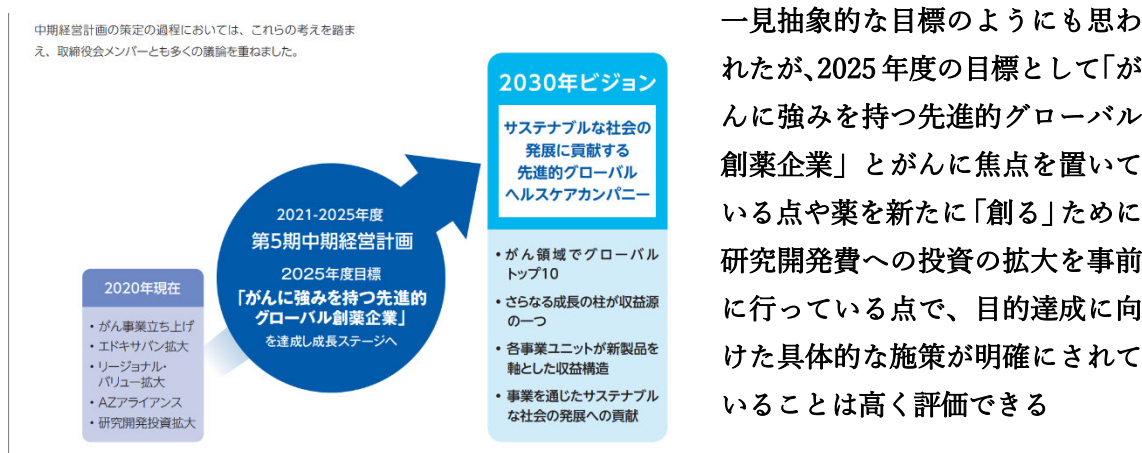 中期経営計画の策定の過程においては、これらの考えを踏ま
え、取締役会メンバーとも多くの議論を重ねました。
2020年現在
・がん事業立ち上げ
・エドキサバン拡大
・リージョナル・
バリュー拡大
・AZアライアンス
・研究開発投資拡大
2021-2025年度
第5期中期経営計画
2025年度目標
「がんに強みを持つ先進的
グローバル創薬企業」
を達成し成長ステージへ
2030年ビジョン
サステナブルな社会の
発展に貢献する
先進的グローバル
ヘルスケアカンパニー
・がん領域でグローバル
トップ10
・さらなる成長の柱が収益源
の一つ
・各事業ユニットが新製品を
軸とした収益構造
・事業を通じたサステナブル
な社会の発展への貢献
一見抽象的な目標のようにも思わ
れたが、2025年度の目標として「が
んに強みを持つ先進的グローバル
創薬企業」とがんに焦点を置いて
いる点や薬を新たに「創る」ために
研究開発費への投資の拡大を事前
に行っている点で、目的達成に向
けた具体的な施策が明確にされて
いることは高く評価できる